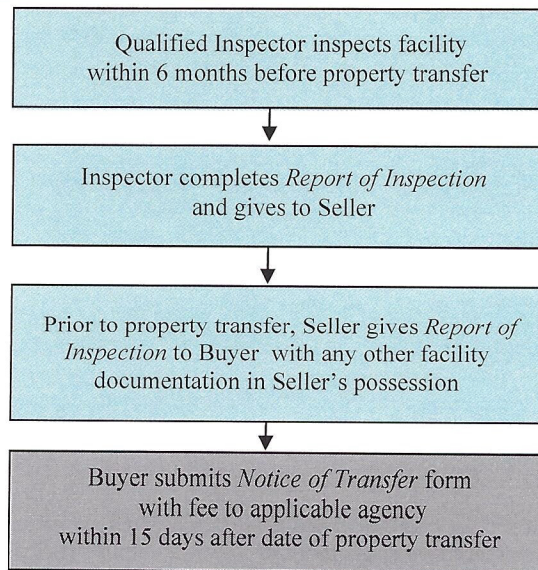 Qualified Inspector inspects facility
within 6 months before property transfer
Inspector completes Report of Inspection
and gives to Seller
Prior to property transfer, Seller gives Report of
Inspection to Buyer with any other facility
documentation in Seller's possession
Buyer submits Notice of Transfer form
with fee to applicable agency
within 15 days after date of property transfer